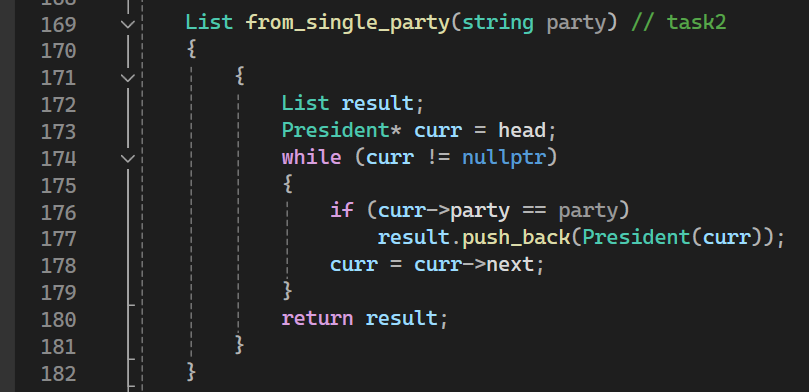 169 List from_single_party(string party) // task2
170 {
171 {
172 List result;
173 President* curr = head;
174 while (curr != nullptr)
175 {
176 if (curr->party == party)
177 result.push_back(President(curr));
178 curr = curr->next;
179 }
180 return result;
181 }
182 }